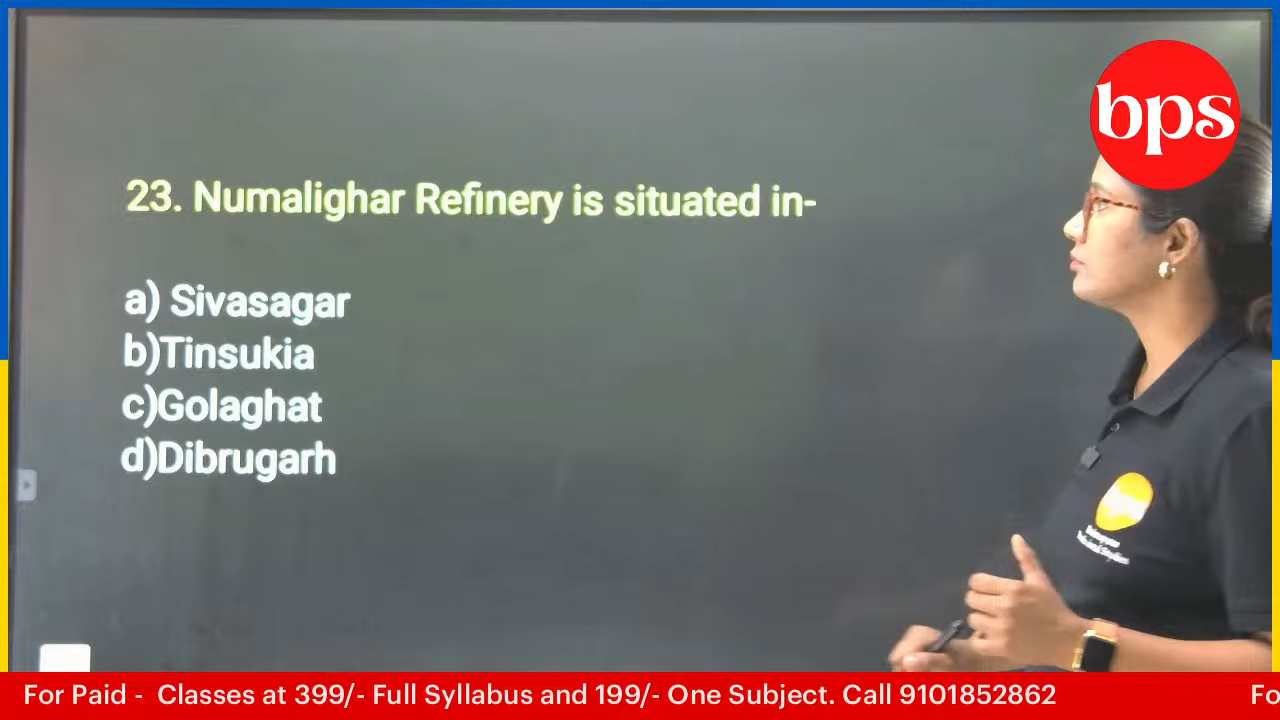 bps
23. Numalighar Refinery is situated in-
a) Sivasagar
b)Tinsukia
c)Golaghat
d)Dibrugarh
For Paid - Classes at 399/- Full Syllabus and 199/- One Subject. Call 9101852862
Fo